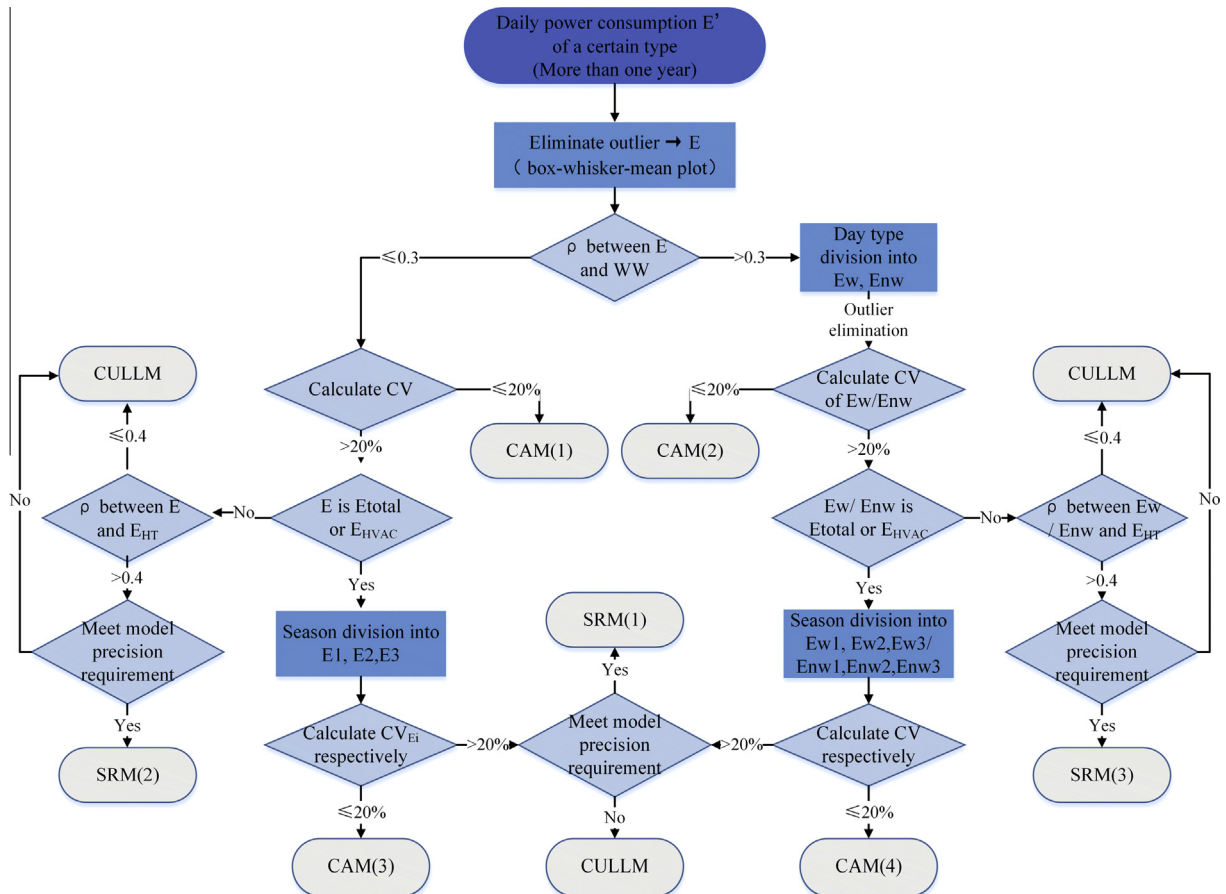 Daily power consumption E’
of a certain type
(More than one year)
Eliminate outlier → E
( box-whisker-mean plot)
ρ between E
and WW
≤0.3
>0.3
Day type
division into
Ew, Enw
Outlier
elimination
CULLM
Calculate CV
≤20%
≤20%
Calculate CV
of Ew/Enw
CULLM
≤0.4
>20%
CAM(1)
CAM(2)
>20%
≤0.4
No
ρ between E
and EHT
No
E is Etotal
or EHVAC
Ew/ Enw is
Etotal or EHVAC
No
ρ between Ew
/ Enw and EHT
No
>0.4
Yes
Yes
>0.4
Meet model
precision
requirement
Season division into
E1, E2,E3
SRM(1)
Season division into
Ew1, Ew2,Ew3/
Enw1,Enw2,Enw3
Meet model
precision
requirement
Yes
Yes
Yes
Calculate CVEi
respectively
>20%
Meet model
precision
requirement
>20%
Calculate CV
respectively
SRM(2)
SRM(3)
≤20%
No
≤20%
CAM(3)
CULLM
CAM(4)